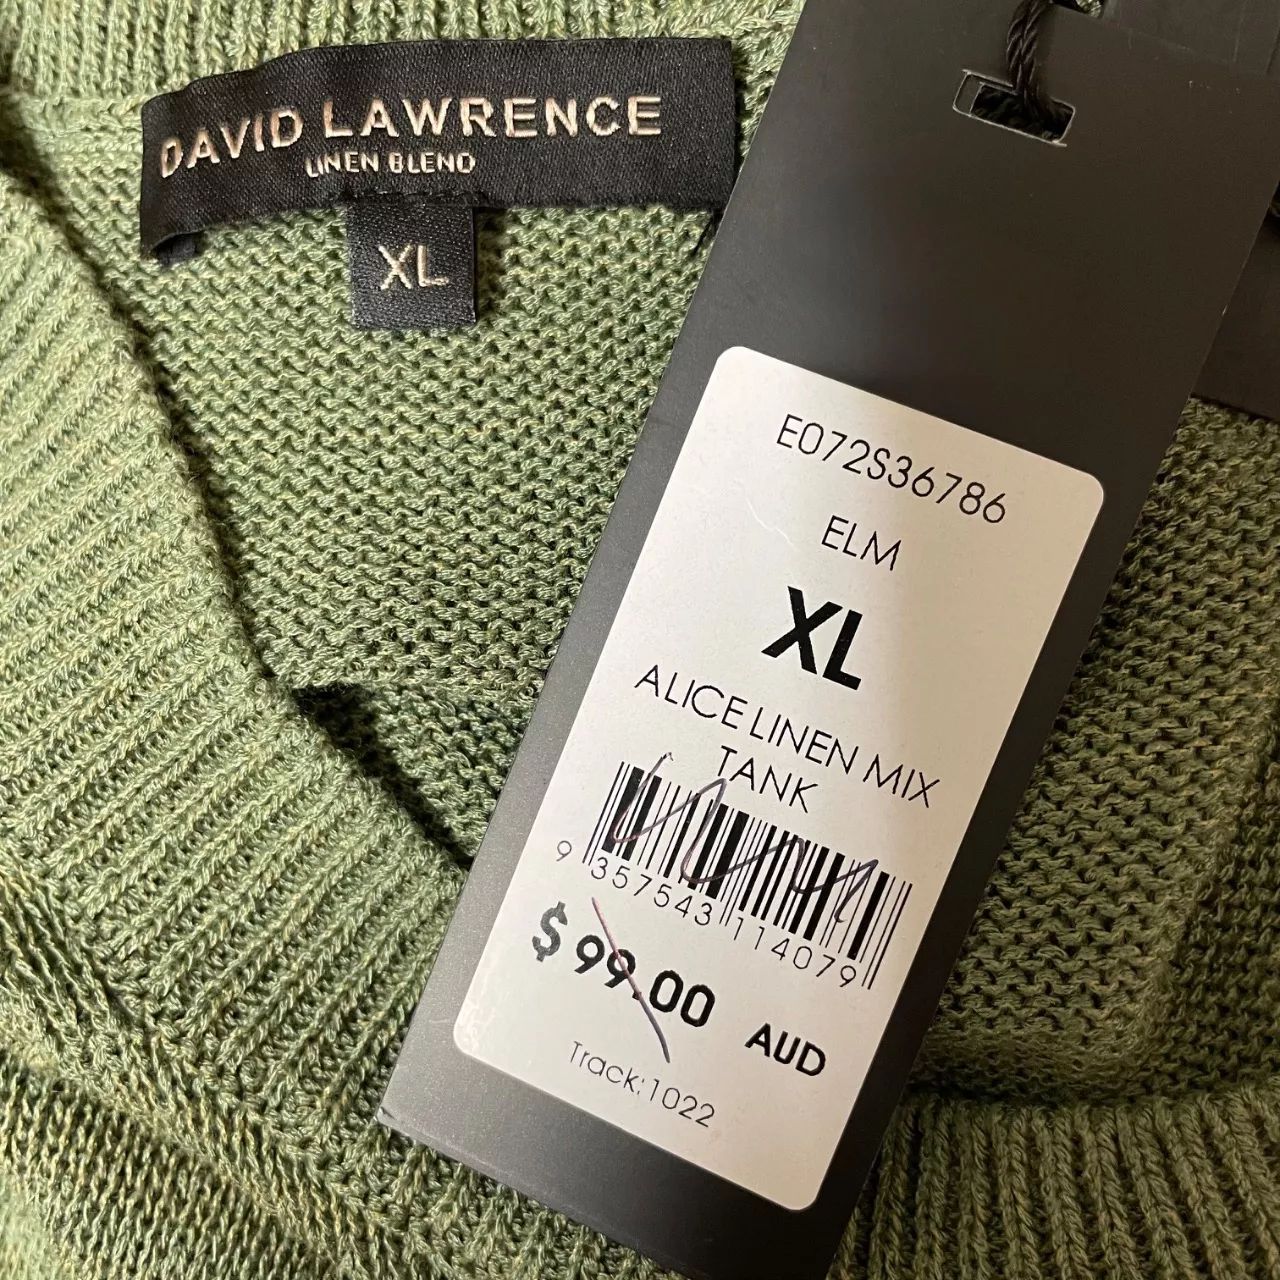 DAVID LAWRENCE
LINEN BLEND
XL
E072S36786
ELM
XL
ALICE LINEN MIX
TANK
9 357543 114079
$99.00 AUD
Track:1022